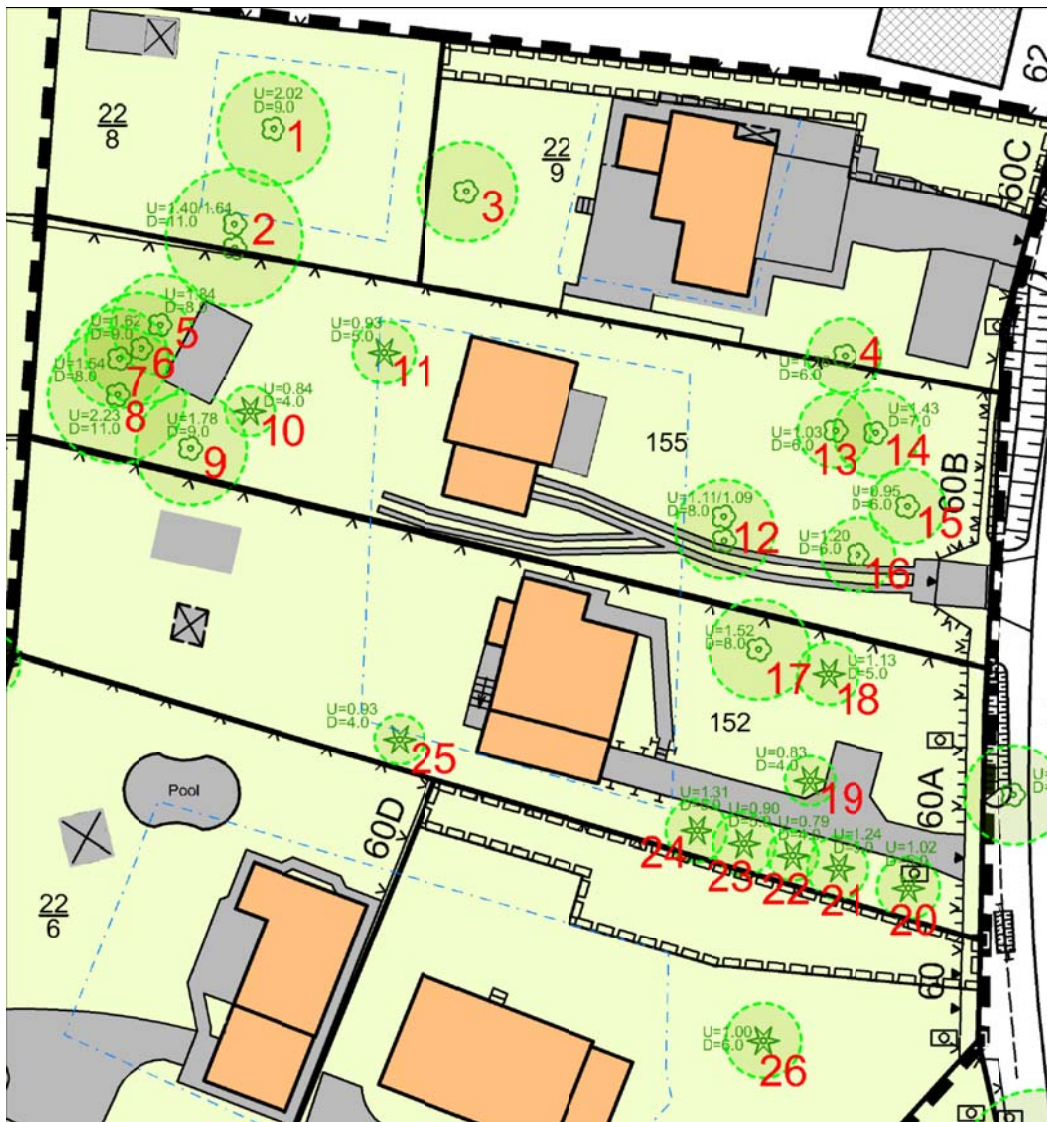 62
U=2.02
D=9.0
1
22
8
22
9
60C
3
U=1.40/1.64
D=11.0
2
U=1.84
D=8.0
5
U=1.62
D=9.0
6
U=0.93
D=5.0
11
4
D=6.0
U=1.54
D=8.0
7
U=0.84
D=4.0
10
8
U=2.23
D=11.0
U=1.78
D=9.0
9
155
U=1.03
D=6.0
13
U=1.43
D=7.0
14
60B
U=0.95
D=6.0
15
U=1.11/1.09
D=8.0
12
U=1.20
D=6.0
16
U=1.52
D=8.0
17
U=1.13
D=5.0
18
U=0.93
D=4.0
25
152
U=0.83
D=4.0
19
60A
Pool
60D
U=1.31
D=5.0
24
U=0.90
D=5.0
23
U=0.79
D=4.0
22
U=1.24
21
U=1.02
20
U=
D=
22
6
60
U=1.00
D=6.0
26